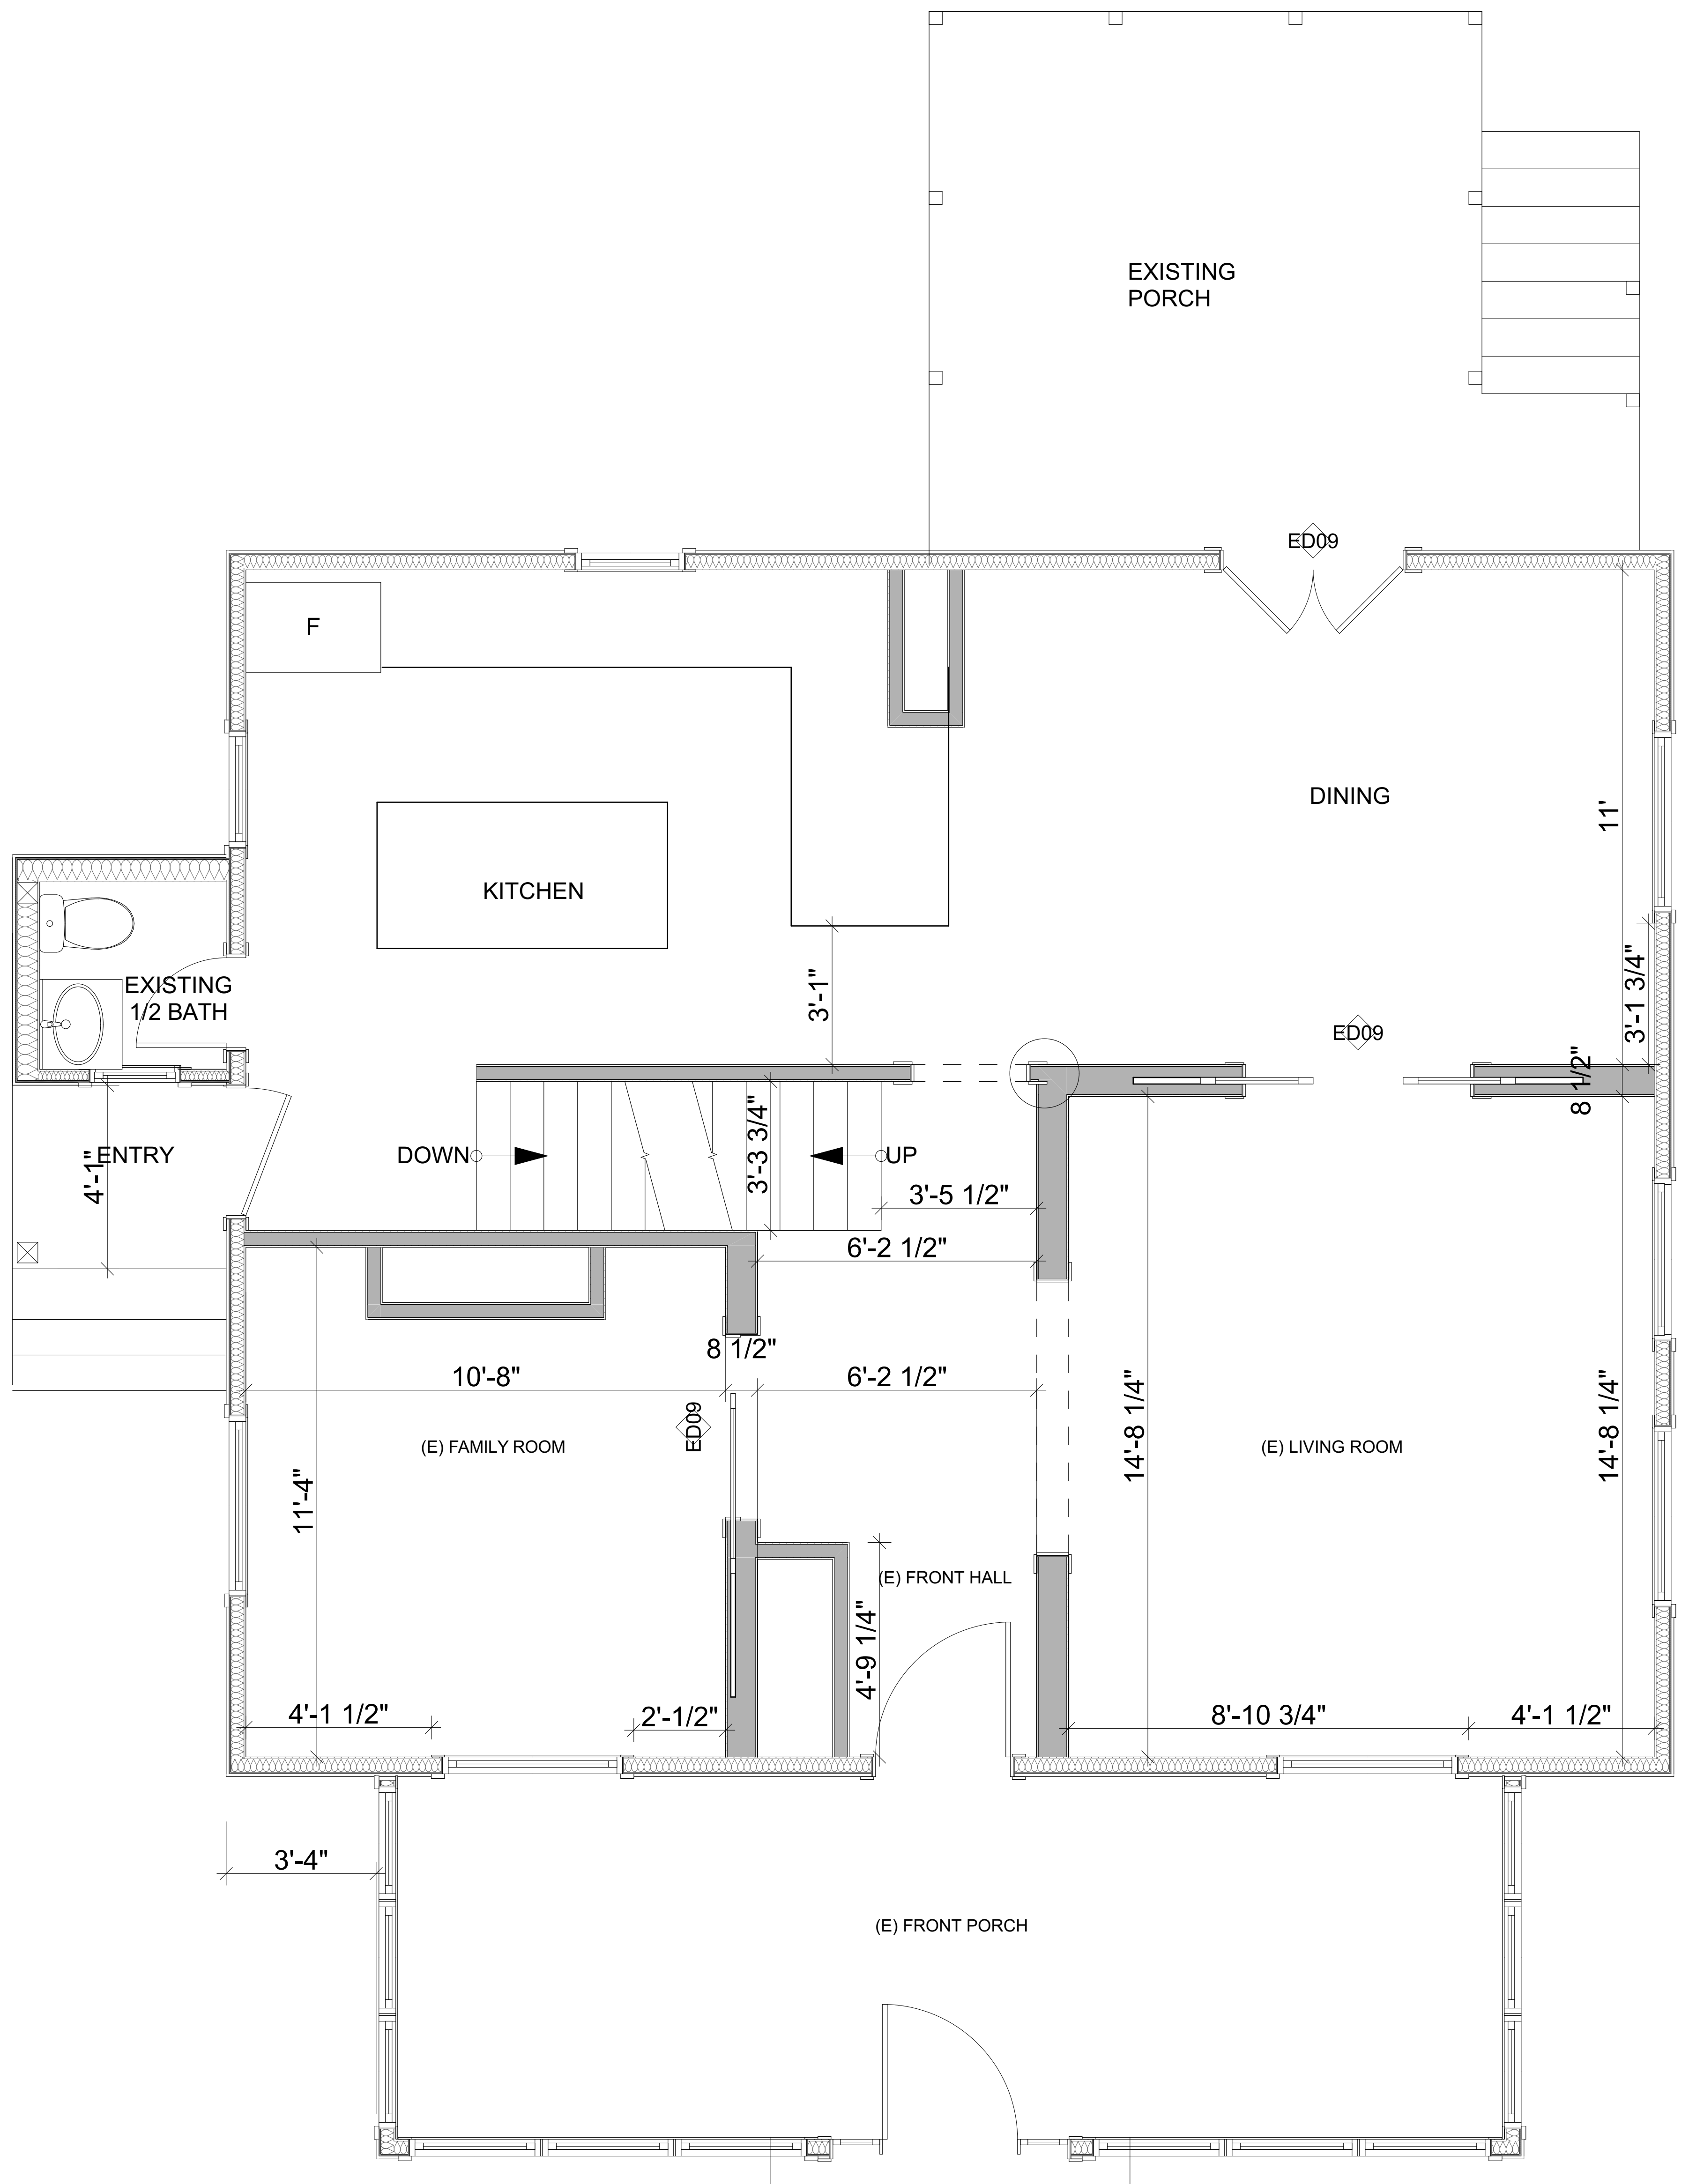 EXISTING
PORCH
ED09
F
DINING
11'
KITCHEN
3'-1 3/4"
EXISTING
1/2 BATH
3'-1"
ED09
8 1/2"
ENTRY
4'-1"
DOWN
3'-3 3/4"
UP
3'-5 1/2"
6'-2 1/2"
8 1/2"
10'-8"
6'-2 1/2"
ED09
(E) FAMILY ROOM
14'-8 1/4"
(E) LIVING ROOM
14'-8 1/4"
11'-4"
(E) FRONT HALL
4'-9 1/4"
4'-1 1/2"
2'-1/2"
8'-10 3/4"
4'-1 1/2"
3'-4"
(E) FRONT PORCH